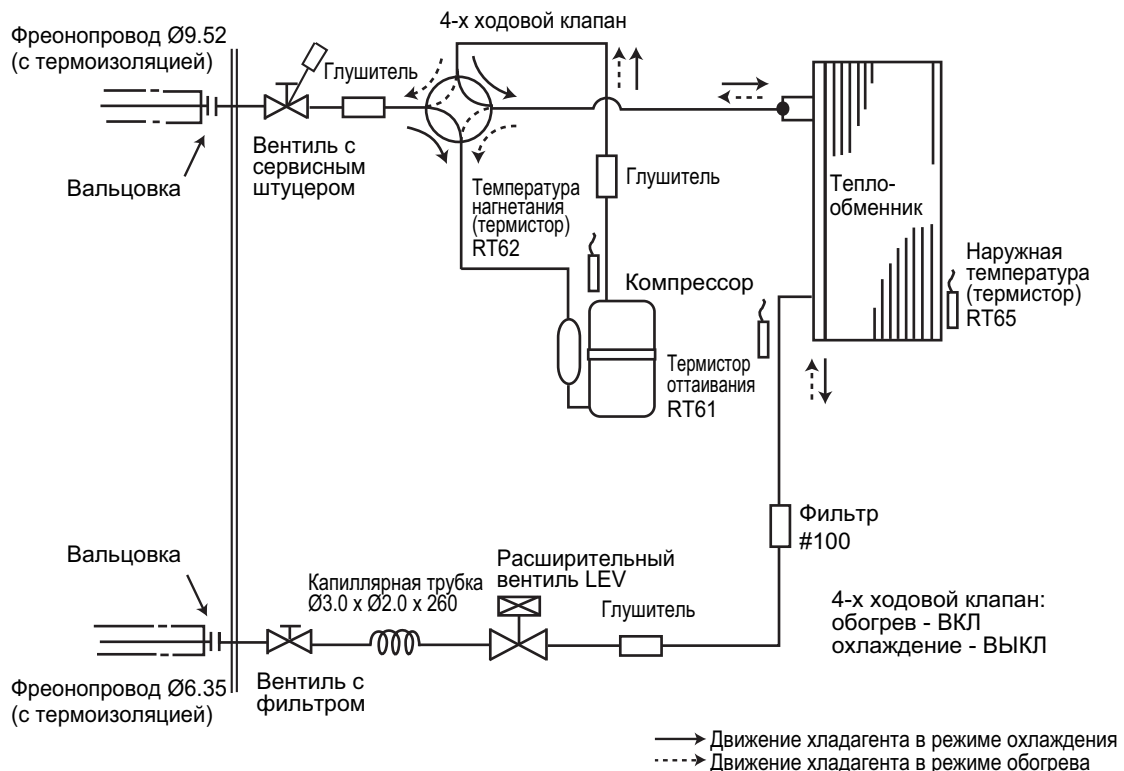 4-х ходовой клапан
Фреонопровод Ø9.52
(с термоизоляцией)
Глушитель
Вентиль с
сервисным
штуцером
Вальцовка
Температура
нагнетания
(термистор)
RT62
Глушитель
Тепло-
обменник
Компрессор
Наружная
температура
(термистор)
RT65
Термистор
оттаивания
RT61
Фильтр
#100
Вальцовка
Капиллярная трубка
Ø3.0 x Ø2.0 x 260
Расширительный
вентиль LEV
Глушитель
4-х ходовой клапан:
обогрев - ВКЛ
охлаждение - ВЫКЛ
Фреонопровод Ø6.35
(с термоизоляцией)
Вентиль с
фильтром
Движение хладагента в режиме охлаждения
Движение хладагента в режиме обогрева